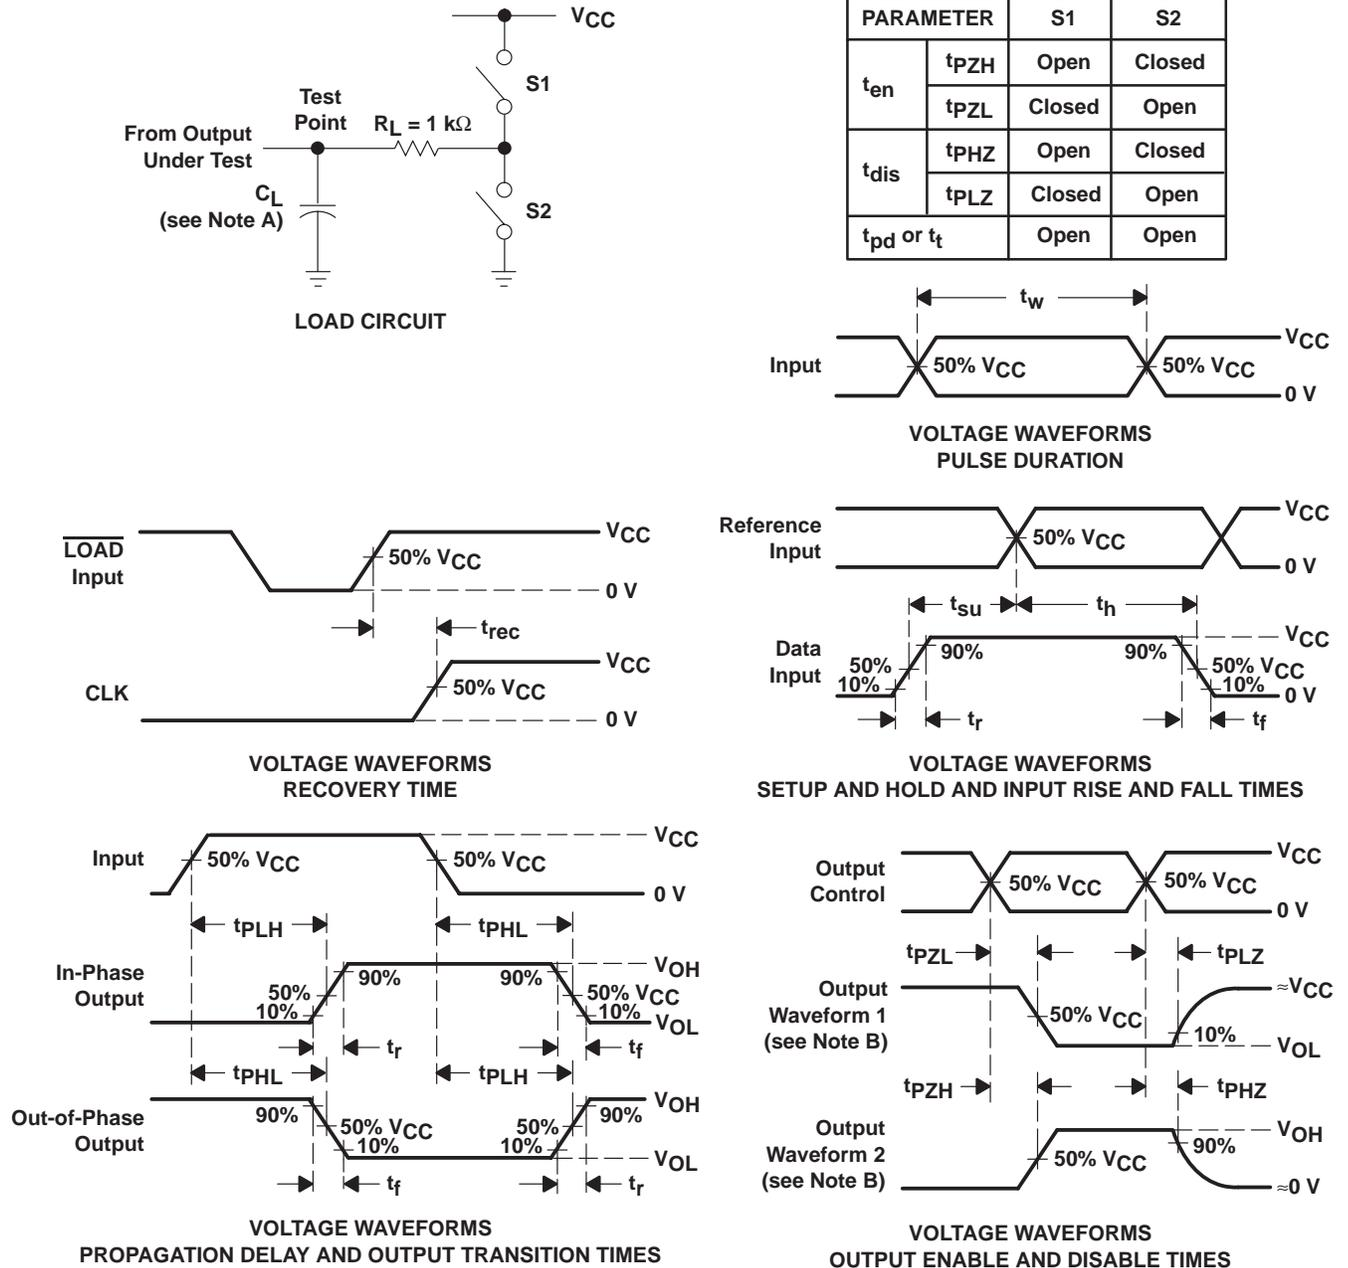 VCC
S1
Test
Point
RL = 1 kΩ
From Output
Under Test
CL
(see Note A)
S2
LOAD CIRCUIT
PARAMETER S1 S2
ten tPZH Open Closed
tPZL Closed Open
tdis tPHZ Open Closed
tPLZ Closed Open
tpd or tt Open Open
tw
VCC
Input 50% VCC 50% VCC
0 V
VOLTAGE WAVEFORMS
PULSE DURATION
VCC
LOAD
Input
50% VCC
0 V
trec
VCC
CLK 50% VCC
0 V
VOLTAGE WAVEFORMS
RECOVERY TIME
Reference
Input
VCC
50% VCC
0 V
tsu th
VCC
Data
Input
90% 90%
50% 50% VCC
10% 10%
0 V
tr tf
VOLTAGE WAVEFORMS
SETUP AND HOLD AND INPUT RISE AND FALL TIMES
VCC
Input 50% VCC 50% VCC
0 V
tPLH tPHL
In-Phase
Output
VOH
90% 90%
50% 50% VCC
10% 10%
VOL
tr tf
tPHL tPLH
Out-of-Phase
Output
VOH
90% 90%
50% VCC 50%
10% 10%
VOL
tf tr
VOLTAGE WAVEFORMS
PROPAGATION DELAY AND OUTPUT TRANSITION TIMES
Output
Control
VCC
50% VCC 50% VCC
0 V
tPZL tPLZ
Output
Waveform 1
(see Note B)
≈VCC
50% VCC
10%
VOL
tPZH tPHZ
Output
Waveform 2
(see Note B)
VOH
50% VCC 90%
≈0 V
VOLTAGE WAVEFORMS
OUTPUT ENABLE AND DISABLE TIMES